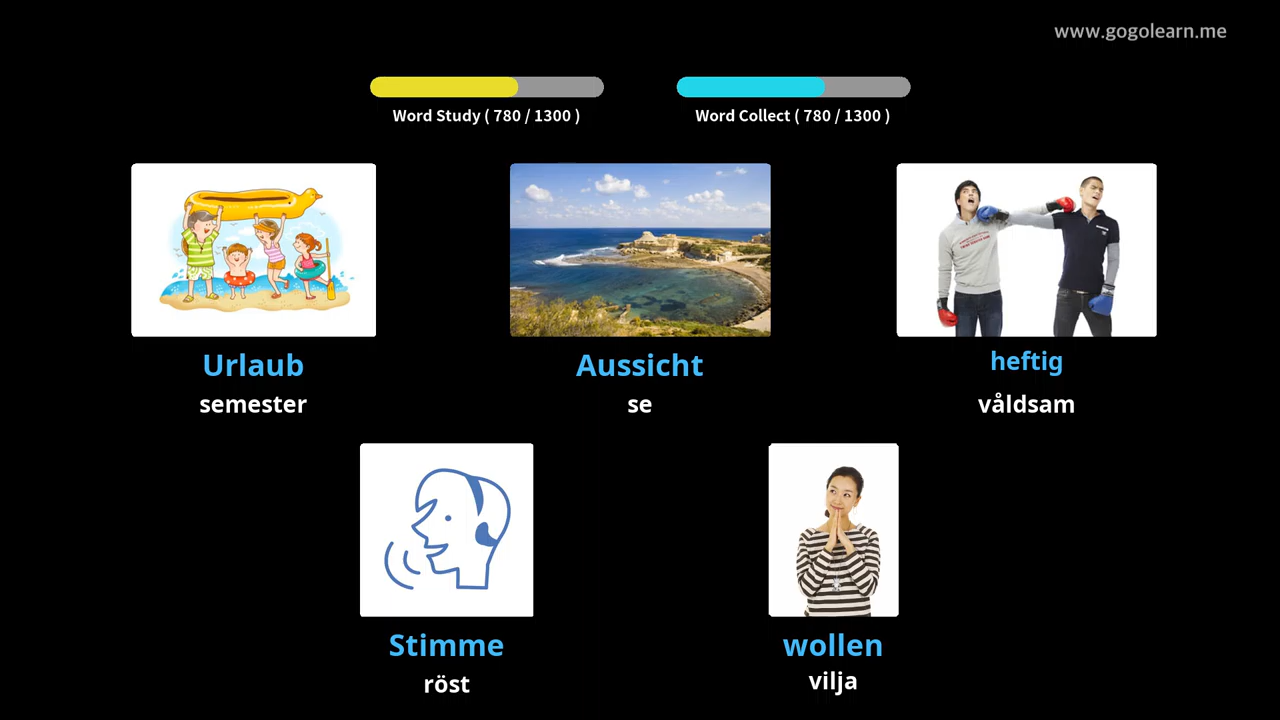 www.gogolearn.me
Word Study ( 780 / 1300 )
Word Collect ( 780 / 1300 )
Urlaub
semester
Aussicht
se
heftig
våldsam
Stimme
röst
wollen
vilja